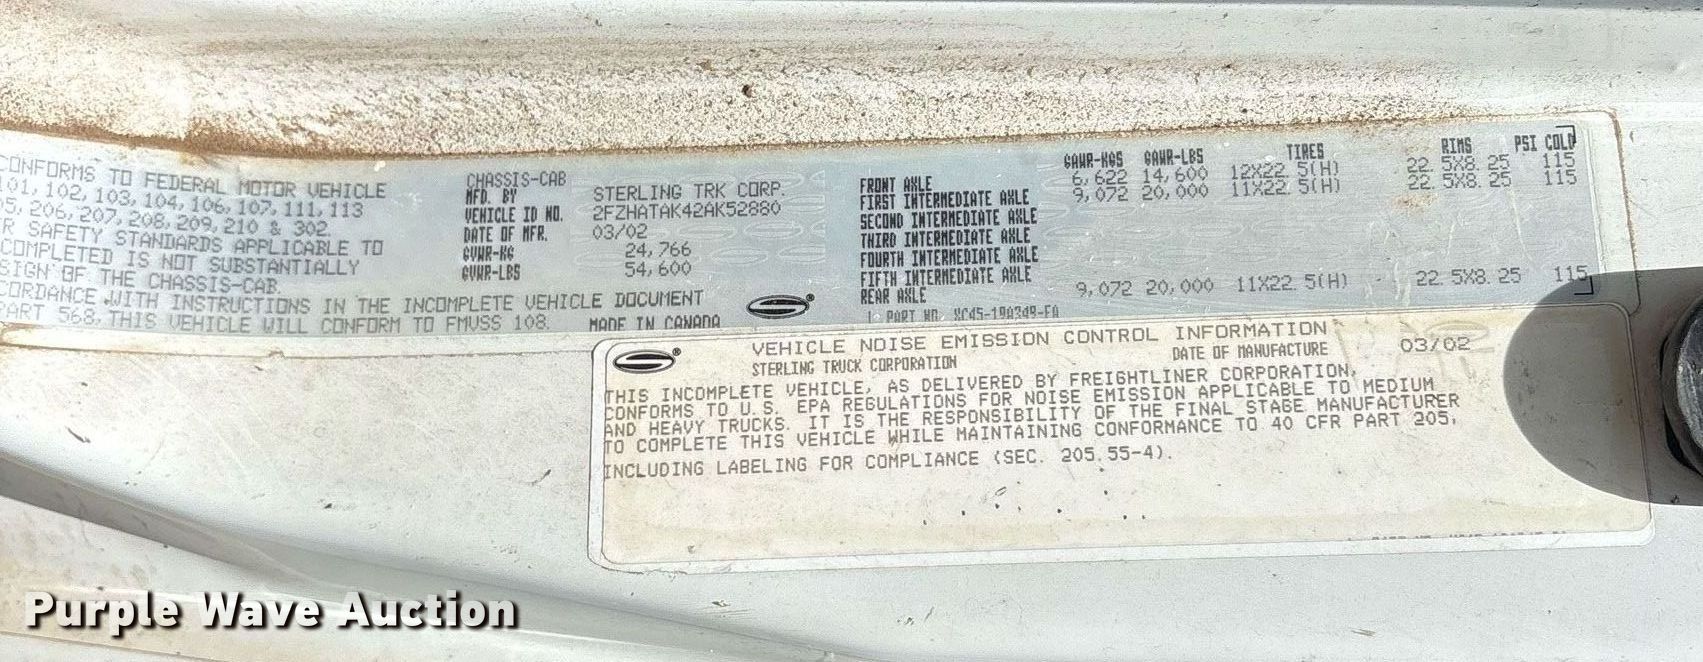 CONFORMS TO FEDERAL MOTOR VEHICLE
101, 102, 103, 104, 106, 107, 111, 113
206, 207, 208, 209, 210 & 302
R SAFETY STANDARDS APPLICABLE TO
COMPLETED IS NOT SUBSTANTIALLY
SIGN OF THE CHASSIS-CAB.
CORDANCE WITH INSTRUCTIONS IN THE INCOMPLETE VEHICLE DOCUMENT
PART 568, THIS VEHICLE WILL CONFORM TO FMVSS 108.
MADE IN CANADA
CHASSIS-CAB
MFD. BY STERLING TRK CORP.
VEHICLE ID NO. 2FZHATAK42AK52880
DATE OF MFR. 03/02
GVWR-KG 24,766
GVWR-LBS 54,600
GAWR-KGS GAWR-LBS TIRES RIMS PSI COLD
FRONT AXLE 6,622 14,600 12X22.5(H) 22.5X8.25 115
FIRST INTERMEDIATE AXLE 9,072 20,000 11X22.5(H) 22.5X8.25 115
SECOND INTERMEDIATE AXLE
THIRD INTERMEDIATE AXLE
FOURTH INTERMEDIATE AXLE
FIFTH INTERMEDIATE AXLE
REAR AXLE 9,072 20,000 11X22.5(H) 22.5X8.25 115
PART NO. XC45-19A348-FA
VEHICLE NOISE EMISSION CONTROL INFORMATION
STERLING TRUCK CORPORATION DATE OF MANUFACTURE 03/02
THIS INCOMPLETE VEHICLE, AS DELIVERED BY FREIGHTLINER CORPORATION,
CONFORMS TO U.S. EPA REGULATIONS FOR NOISE EMISSION APPLICABLE TO MEDIUM
AND HEAVY TRUCKS. IT IS THE RESPONSIBILITY OF THE FINAL STAGE MANUFACTURER
TO COMPLETE THIS VEHICLE WHILE MAINTAINING CONFORMANCE TO 40 CFR PART 205,
INCLUDING LABELING FOR COMPLIANCE (SEC. 205.55-4).
Purple Wave Auction